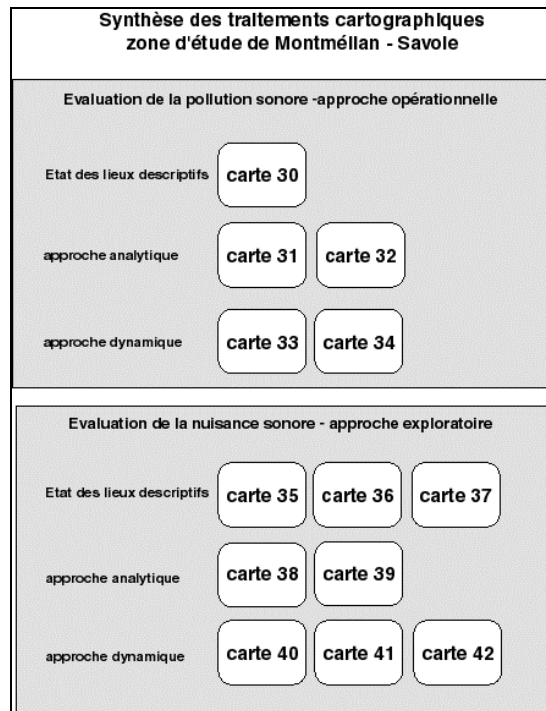 Synthèse des traitements cartographiques
zone d'étude de Montmélian - Savoie
Evaluation de la pollution sonore -approche opérationnelle
Etat des lieux descriptifs
carte 30
approche analytique
carte 31
carte 32
approche dynamique
carte 33
carte 34
Evaluation de la nuisance sonore - approche exploratoire
Etat des lieux descriptifs
carte 35
carte 36
carte 37
approche analytique
carte 38
carte 39
approche dynamique
carte 40
carte 41
carte 42